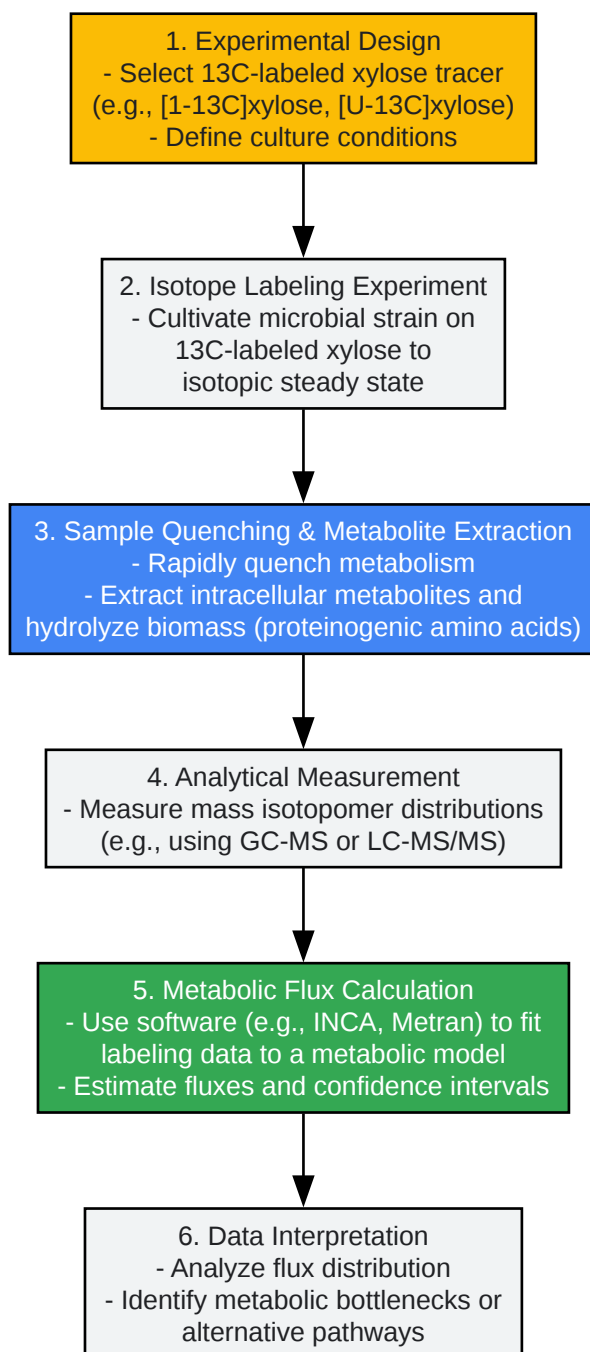 1. Experimental Design
- Select 13C-labeled xylose tracer
(e.g., [1-13C]xylose, [U-13C]xylose)
- Define culture conditions
2. Isotope Labeling Experiment
- Cultivate microbial strain on
13C-labeled xylose to
isotopic steady state
3. Sample Quenching & Metabolite Extraction
- Rapidly quench metabolism
- Extract intracellular metabolites and
hydrolyze biomass (proteinogenic amino acids)
4. Analytical Measurement
- Measure mass isotopomer distributions
(e.g., using GC-MS or LC-MS/MS)
5. Metabolic Flux Calculation
- Use software (e.g., INCA, Metran) to fit
labeling data to a metabolic model
- Estimate fluxes and confidence intervals
6. Data Interpretation
- Analyze flux distribution
- Identify metabolic bottlenecks or
alternative pathways